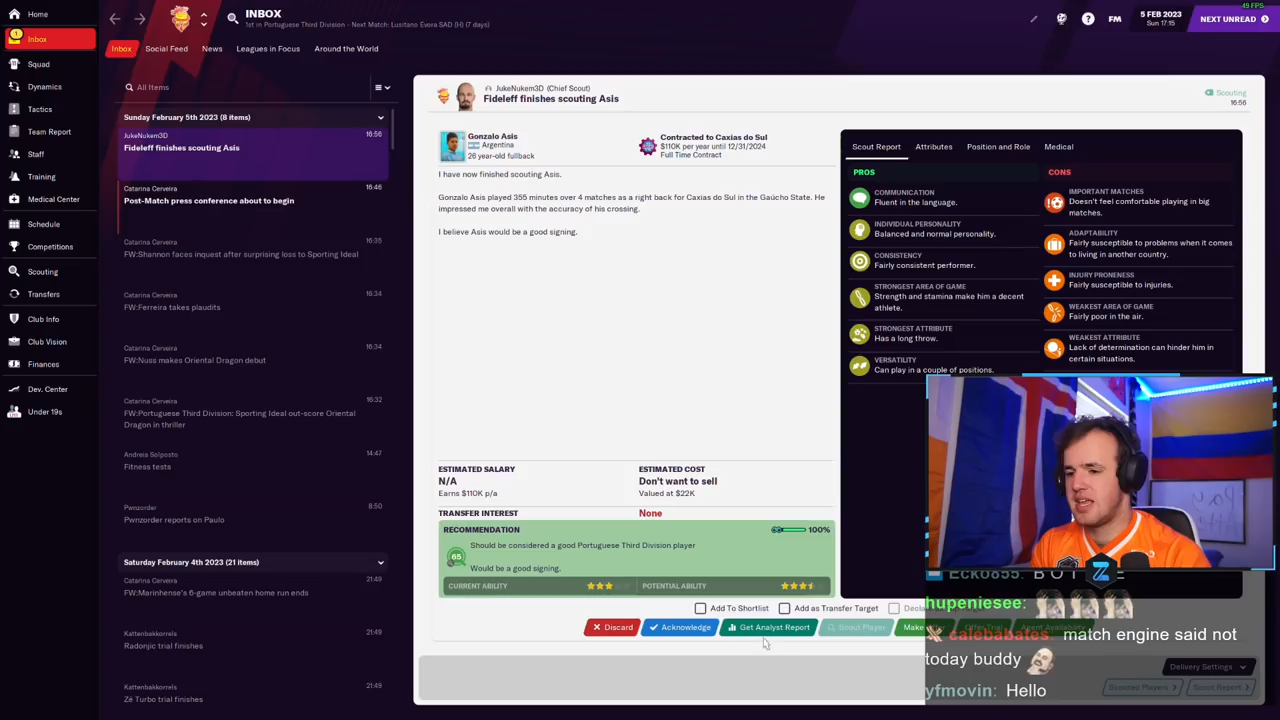 Home
INBOX
1st in Portuguese Third Division - Next Match: Lusitano Évora SAD (H) (7 days)
FM
5 FEB 2023
Sun 17:15
49 FPS
NEXT UNREAD
1
Inbox
Inbox
Social Feed
News
Leagues in Focus
Around the World
Squad
Dynamics
Tactics
Team Report
Staff
Training
Medical Center
Schedule
Competitions
Scouting
Transfers
Club Info
Club Vision
Finances
Dev. Center
Under 19s
All Items
Sunday February 5th 2023 (8 items)
JukeNukem3D
16:56
Fideleff finishes scouting Asis
Catarina Cerveira
16:46
Post-Match press conference about to begin
Catarina Cerveira
16:35
FW:Shannon faces inquest after surprising loss to Sporting Ideal
Catarina Cerveira
16:34
FW:Ferreira takes plaudits
Catarina Cerveira
16:34
FW:Nuss makes Oriental Dragon debut
Catarina Cerveira
16:32
FW:Portuguese Third Division: Sporting Ideal out-score Oriental
Dragon in thriller
Andreia Solposto
14:47
Fitness tests
Pwnzorder
8:50
Pwnzorder reports on Paulo
Saturday February 4th 2023 (21 items)
Catarina Cerveira
21:49
FW:Marinhense's 6-game unbeaten home run ends
Kattenbakkorrels
21:49
Radonjic trial finishes
Kattenbakkorrels
21:49
Zé Turbo trial finishes
JukeNukem3D (Chief Scout)
Fideleff finishes scouting Asis
Scouting
16:56
Gonzalo Asis
Argentina
26 year-old fullback
Contracted to Caxias do Sul
$110K per year until 12/31/2024
Full Time Contract
I have now finished scouting Asis.
Gonzalo Asis played 355 minutes over 4 matches as a right back for Caxias do Sul in the Gaúcho State. He
impressed me overall with the accuracy of his crossing.
I believe Asis would be a good signing.
ESTIMATED SALARY
N/A
Earns $110K p/a
ESTIMATED COST
Don't want to sell
Valued at $22K
TRANSFER INTEREST
None
RECOMMENDATION
100%
65
Should be considered a good Portuguese Third Division player
Would be a good signing.
CURRENT ABILITY
POTENTIAL ABILITY
Scout Report
Attributes
Position and Role
Medical
PROS
COMMUNICATION
Fluent in the language.
INDIVIDUAL PERSONALITY
Balanced and normal personality.
CONSISTENCY
Fairly consistent performer.
STRONGEST AREA OF GAME
Strength and stamina make him a decent
athlete.
STRONGEST ATTRIBUTE
Has a long throw.
VERSATILITY
Can play in a couple of positions.
CONS
IMPORTANT MATCHES
Doesn't feel comfortable playing in big
matches.
ADAPTABILITY
Fairly susceptible to problems when it comes
to living in another country.
INJURY PRONENESS
Fairly susceptible to injuries.
WEAKEST AREA OF GAME
Fairly poor in the air.
WEAKEST ATTRIBUTE
Lack of determination can hinder him in
certain situations.
Add To Shortlist
Add as Transfer Target
Discard
Acknowledge
Get Analyst Report
Scout Player
Offer Trial
Agent Availability
Delivery Settings
Scouted Players
Scout Report
hupeniesee:
calebabates: match engine said not
today buddy
yfmovin: Hello